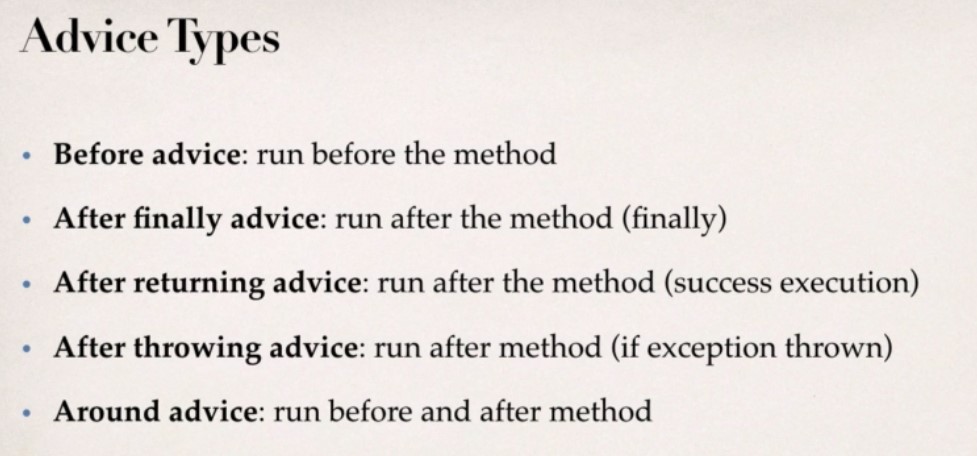 Advice Types
• Before advice: run before the method
• After finally advice: run after the method (finally)
• After returning advice: run after the method (success execution)
• After throwing advice: run after method (if exception thrown)
• Around advice: run before and after method